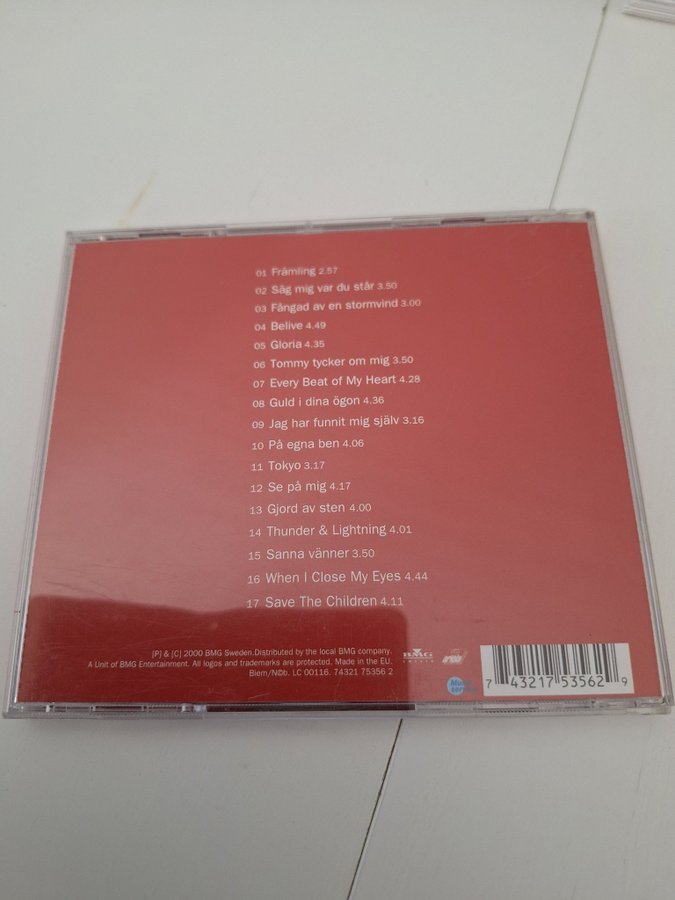 01 Främling 2.57
02 Säg mig var du står 3.50
03 Fångad av en stormvind 3.00
04 Belive 4.49
05 Gloria 4.35
06 Tommy tycker om mig 3.50
07 Every Beat of My Heart 4.28
08 Guld i dina ögon 4.36
09 Jag har funnit mig själv 3.16
10 På egna ben 4.06
11 Tokyo 3.17
12 Se på mig 4.17
13 Gjord av sten 4.00
14 Thunder & Lightning 4.01
15 Sanna vänner 3.50
16 When I Close My Eyes 4.44
17 Save The Children 4.11
[P] & [C] 2000 BMG Sweden.Distributed by the local BMG company.
A Unit of BMG Entertainment. All logos and trademarks are protected. Made in the EU.
Biem/NCb. LC 00116. 74321 75356 2
BMG
7 43217 53562 9